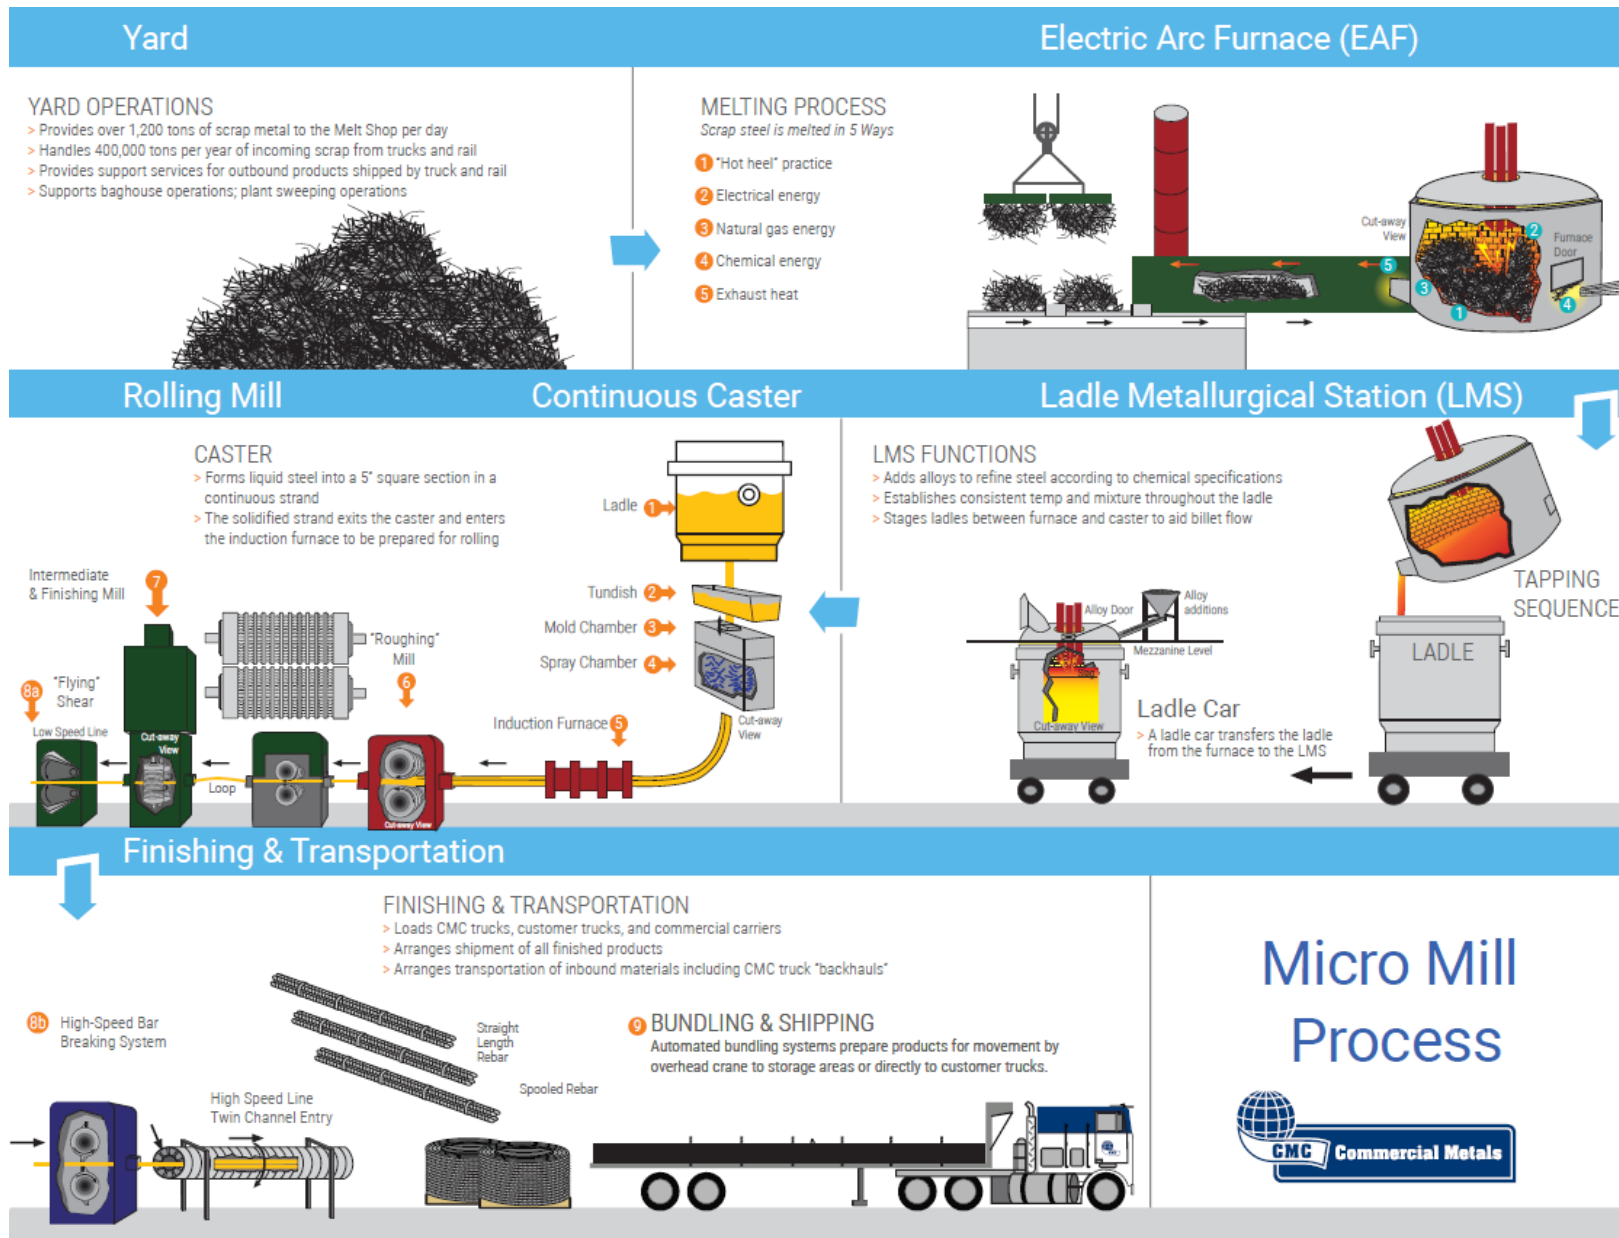 Yard
Electric Arc Furnace (EAF)
YARD OPERATIONS
> Provides over 1,200 tons of scrap metal to the Melt Shop per day
> Handles 400,000 tons per year of incoming scrap from trucks and rail
> Provides support services for outbound products shipped by truck and rail
> Supports baghouse operations; plant sweeping operations
MELTING PROCESS
Scrap steel is melted in 5 Ways
1 "Hot heel" practice
2 Electrical energy
3 Natural gas energy
4 Chemical energy
5 Exhaust heat
Cut-away
View
Furnace
Door
2
5
3
4
1
Rolling Mill
Continuous Caster
Ladle Metallurgical Station (LMS)
CASTER
> Forms liquid steel into a 5" square section in a
continuous strand
> The solidified strand exits the caster and enters
the induction furnace to be prepared for rolling
Ladle 1
Tundish 2
Mold Chamber 3
Spray Chamber 4
Cut-away
View
Induction Furnace 5
"Roughing"
Mill
6
Intermediate
& Finishing Mill
7
8a
"Flying"
Shear
Low Speed Line
Cut-away
View
Loop
Cut-away View
LMS FUNCTIONS
> Adds alloys to refine steel according to chemical specifications
> Establishes consistent temp and mixture throughout the ladle
> Stages ladles between furnace and caster to aid billet flow
Alloy Door
Alloy
additions
Mezzanine Level
Slag
Cut-away View
Ladle Car
> A ladle car transfers the ladle
from the furnace to the LMS
TAPPING
SEQUENCE
LADLE
Finishing & Transportation
FINISHING & TRANSPORTATION
> Loads CMC trucks, customer trucks, and commercial carriers
> Arranges shipment of all finished products
> Arranges transportation of inbound materials including CMC truck "backhauls"
8b High-Speed Bar
Breaking System
High Speed Line
Twin Channel Entry
Straight
Length
Rebar
Spooled Rebar
9 BUNDLING & SHIPPING
Automated bundling systems prepare products for movement by
overhead crane to storage areas or directly to customer trucks.
CMC
Micro Mill
Process
CMC Commercial Metals